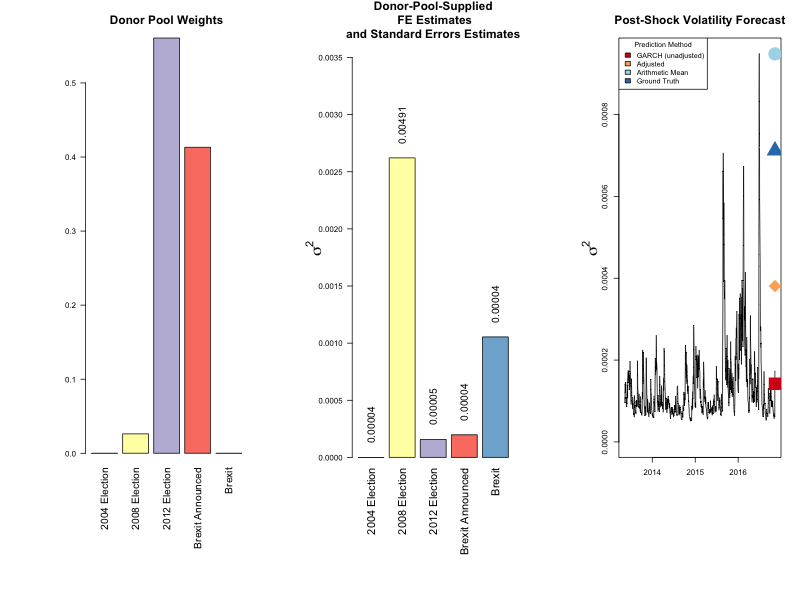 Donor Pool Weights
0.5
0.4
0.3
0.2
0.1
0.0
2004 Election
2008 Election
2012 Election
Brexit Announced
Brexit
Donor-Pool-Supplied
FE Estimates
and Standard Errors Estimates
σ²
0.0035
0.0030
0.0025
0.0020
0.0015
0.0010
0.0005
0.0000
0.00004
0.00491
0.00005
0.00004
0.00004
2004 Election
2008 Election
2012 Election
Brexit Announced
Brexit
Post-Shock Volatility Forecast
Prediction Method
GARCH (unadjusted)
Adjusted
Arithmetic Mean
Ground Truth
σ²
0.0008
0.0006
0.0004
0.0002
0.0000
2014
2015
2016